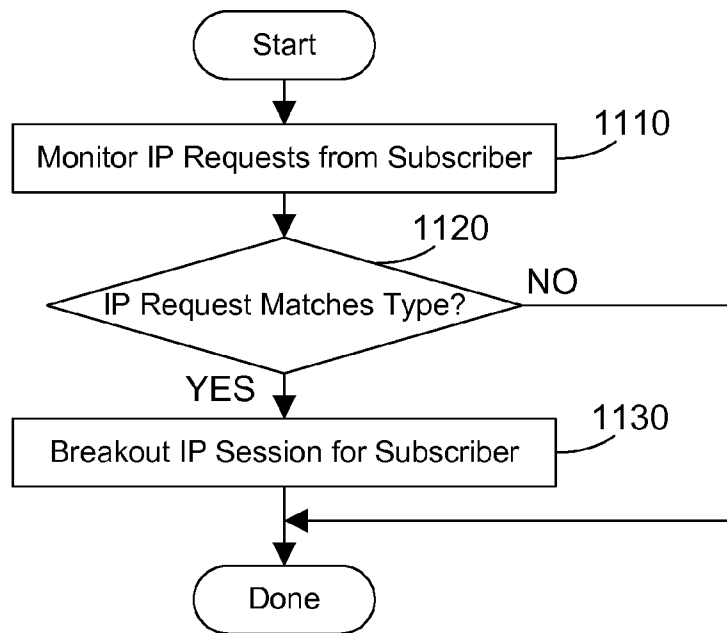 Start
1110
Monitor IP Requests from Subscriber
1120
IP Request Matches Type?
NO
YES
1130
Breakout IP Session for Subscriber
Done